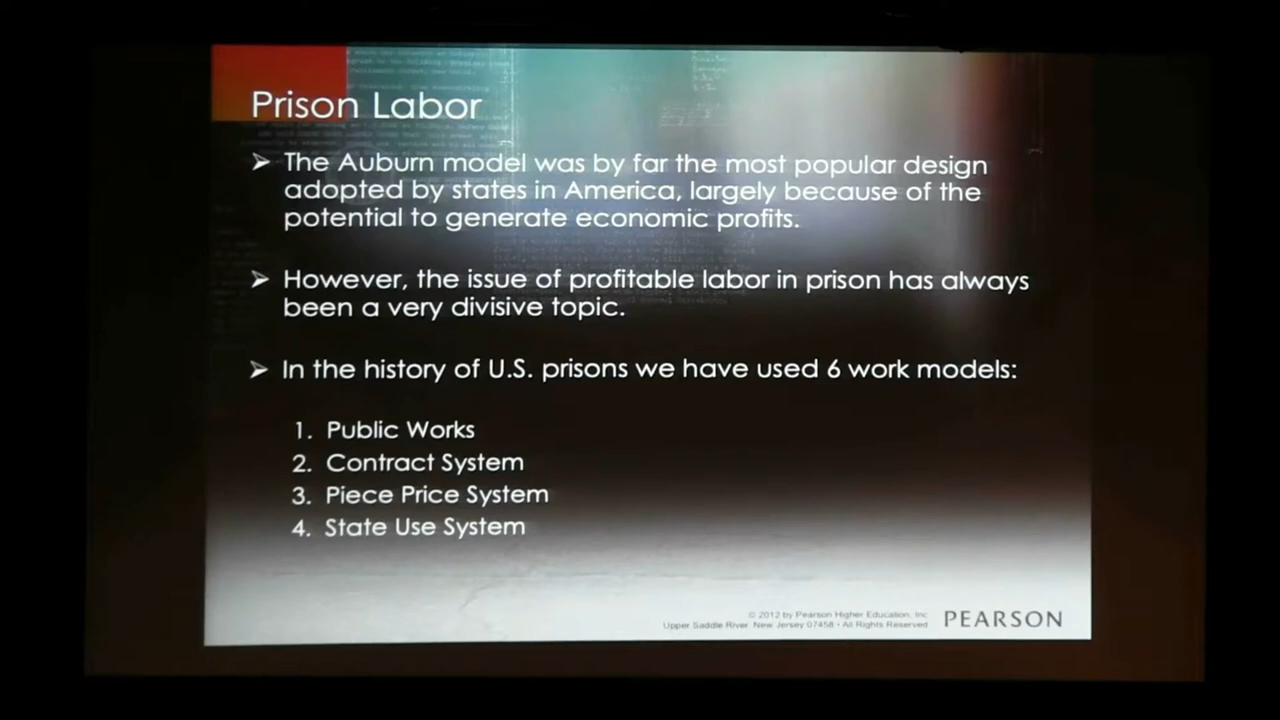 Prison Labor
➢ The Auburn model was by far the most popular design
adopted by states in America, largely because of the
potential to generate economic profits.
➢ However, the issue of profitable labor in prison has always
been a very divisive topic.
➢ In the history of U.S. prisons we have used 6 work models:
1. Public Works
2. Contract System
3. Piece Price System
4. State Use System
© 2012 by Pearson Higher Education, Inc
Upper Saddle River, New Jersey 07458 • All Rights Reserved
PEARSON